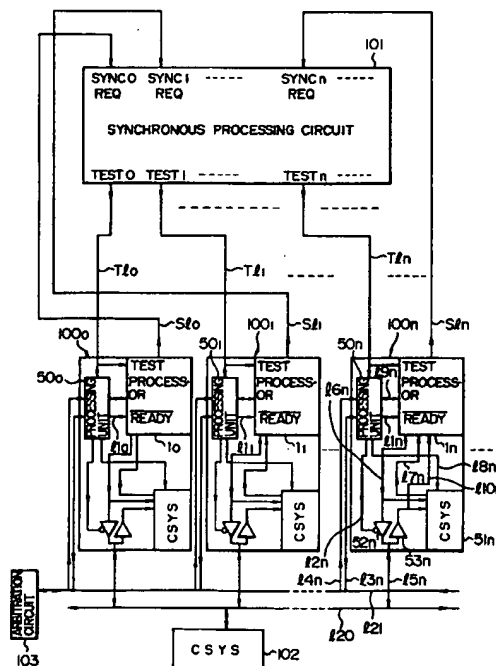 101
SYNC0 SYNC1 ----- SYNCn -----
REQ REQ REQ
SYNCHRONOUS PROCESSING CIRCUIT
TEST0 TEST1 ----- TESTn -----
Tl0 Tl1 Tln
Sl0 Sl1 Sln
1000 1001 100n
500 501 50n
TEST TEST TEST
PROCESSOR PROCESSOR PROCESSOR
READY READY READY
PROCESSING UNIT PROCESSING UNIT PROCESSING UNIT
l9n
l6n
l10 l11 l1n
10 11 1n
l8n
l7n
l10n
CSYS CSYS CSYS
51n
l2n 52n 53n
l4n l3n l5n
l21
l20
ARBITRATION CIRCUIT
103
CSYS
102